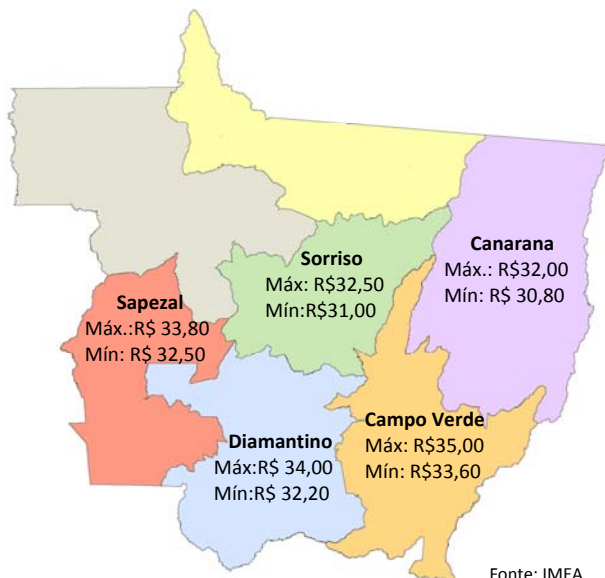 Sorriso
Máx: R$32,50
Mín:R$31,00
Canarana
Máx.: R$32,00
Mín: R$ 30,80
Sapezal
Máx.:R$ 33,80
Mín: R$ 32,50
Diamantino
Máx:R$ 34,00
Mín:R$ 32,20
Campo Verde
Máx: R$35,00
Mín: R$33,60
Fonte: IMEA